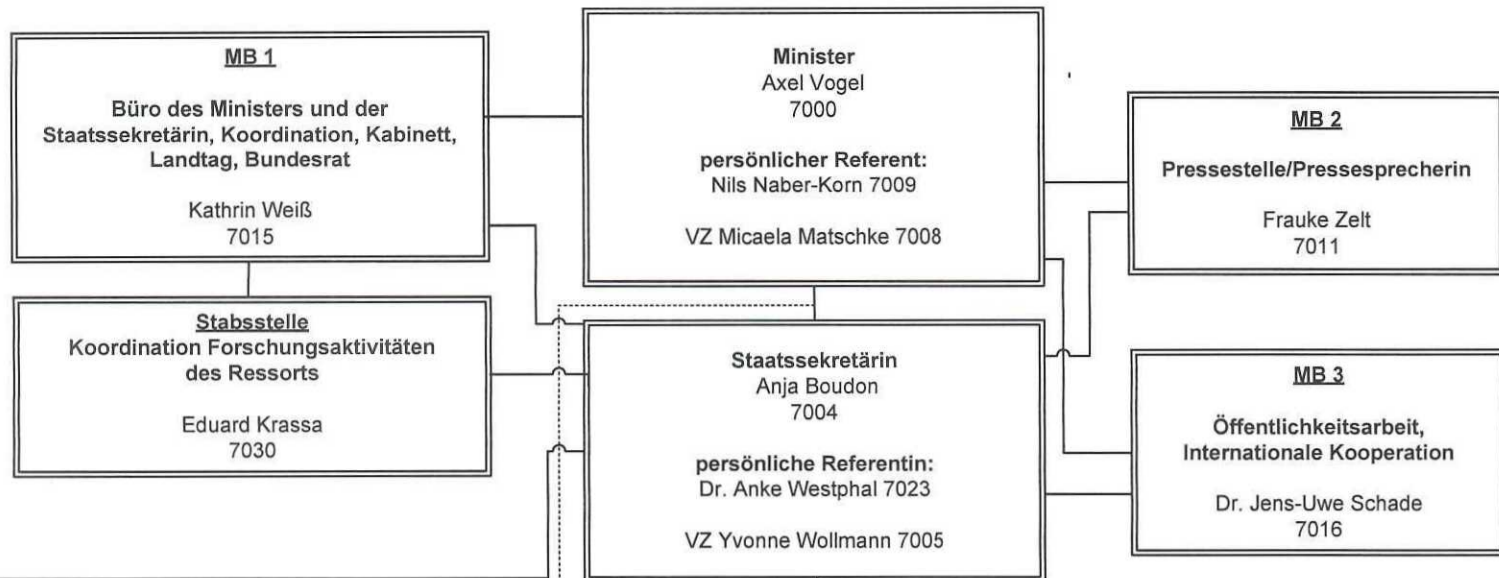 MB 1
Büro des Ministers und der
Staatssekretärin, Koordination, Kabinett,
Landtag, Bundesrat
Kathrin Weiß
7015
Stabsstelle
Koordination Forschungsaktivitäten
des Ressorts
Eduard Krassa
7030
Minister
Axel Vogel
7000
persönlicher Referent:
Nils Naber-Korn 7009
VZ Micaela Matschke 7008
Staatssekretärin
Anja Boudon
7004
persönliche Referentin:
Dr. Anke Westphal 7023
VZ Yvonne Wollmann 7005
MB 2
Pressestelle/Pressesprecherin
Frauke Zelt
7011
MB 3
Öffentlichkeitsarbeit,
Internationale Kooperation
Dr. Jens-Uwe Schade
7016